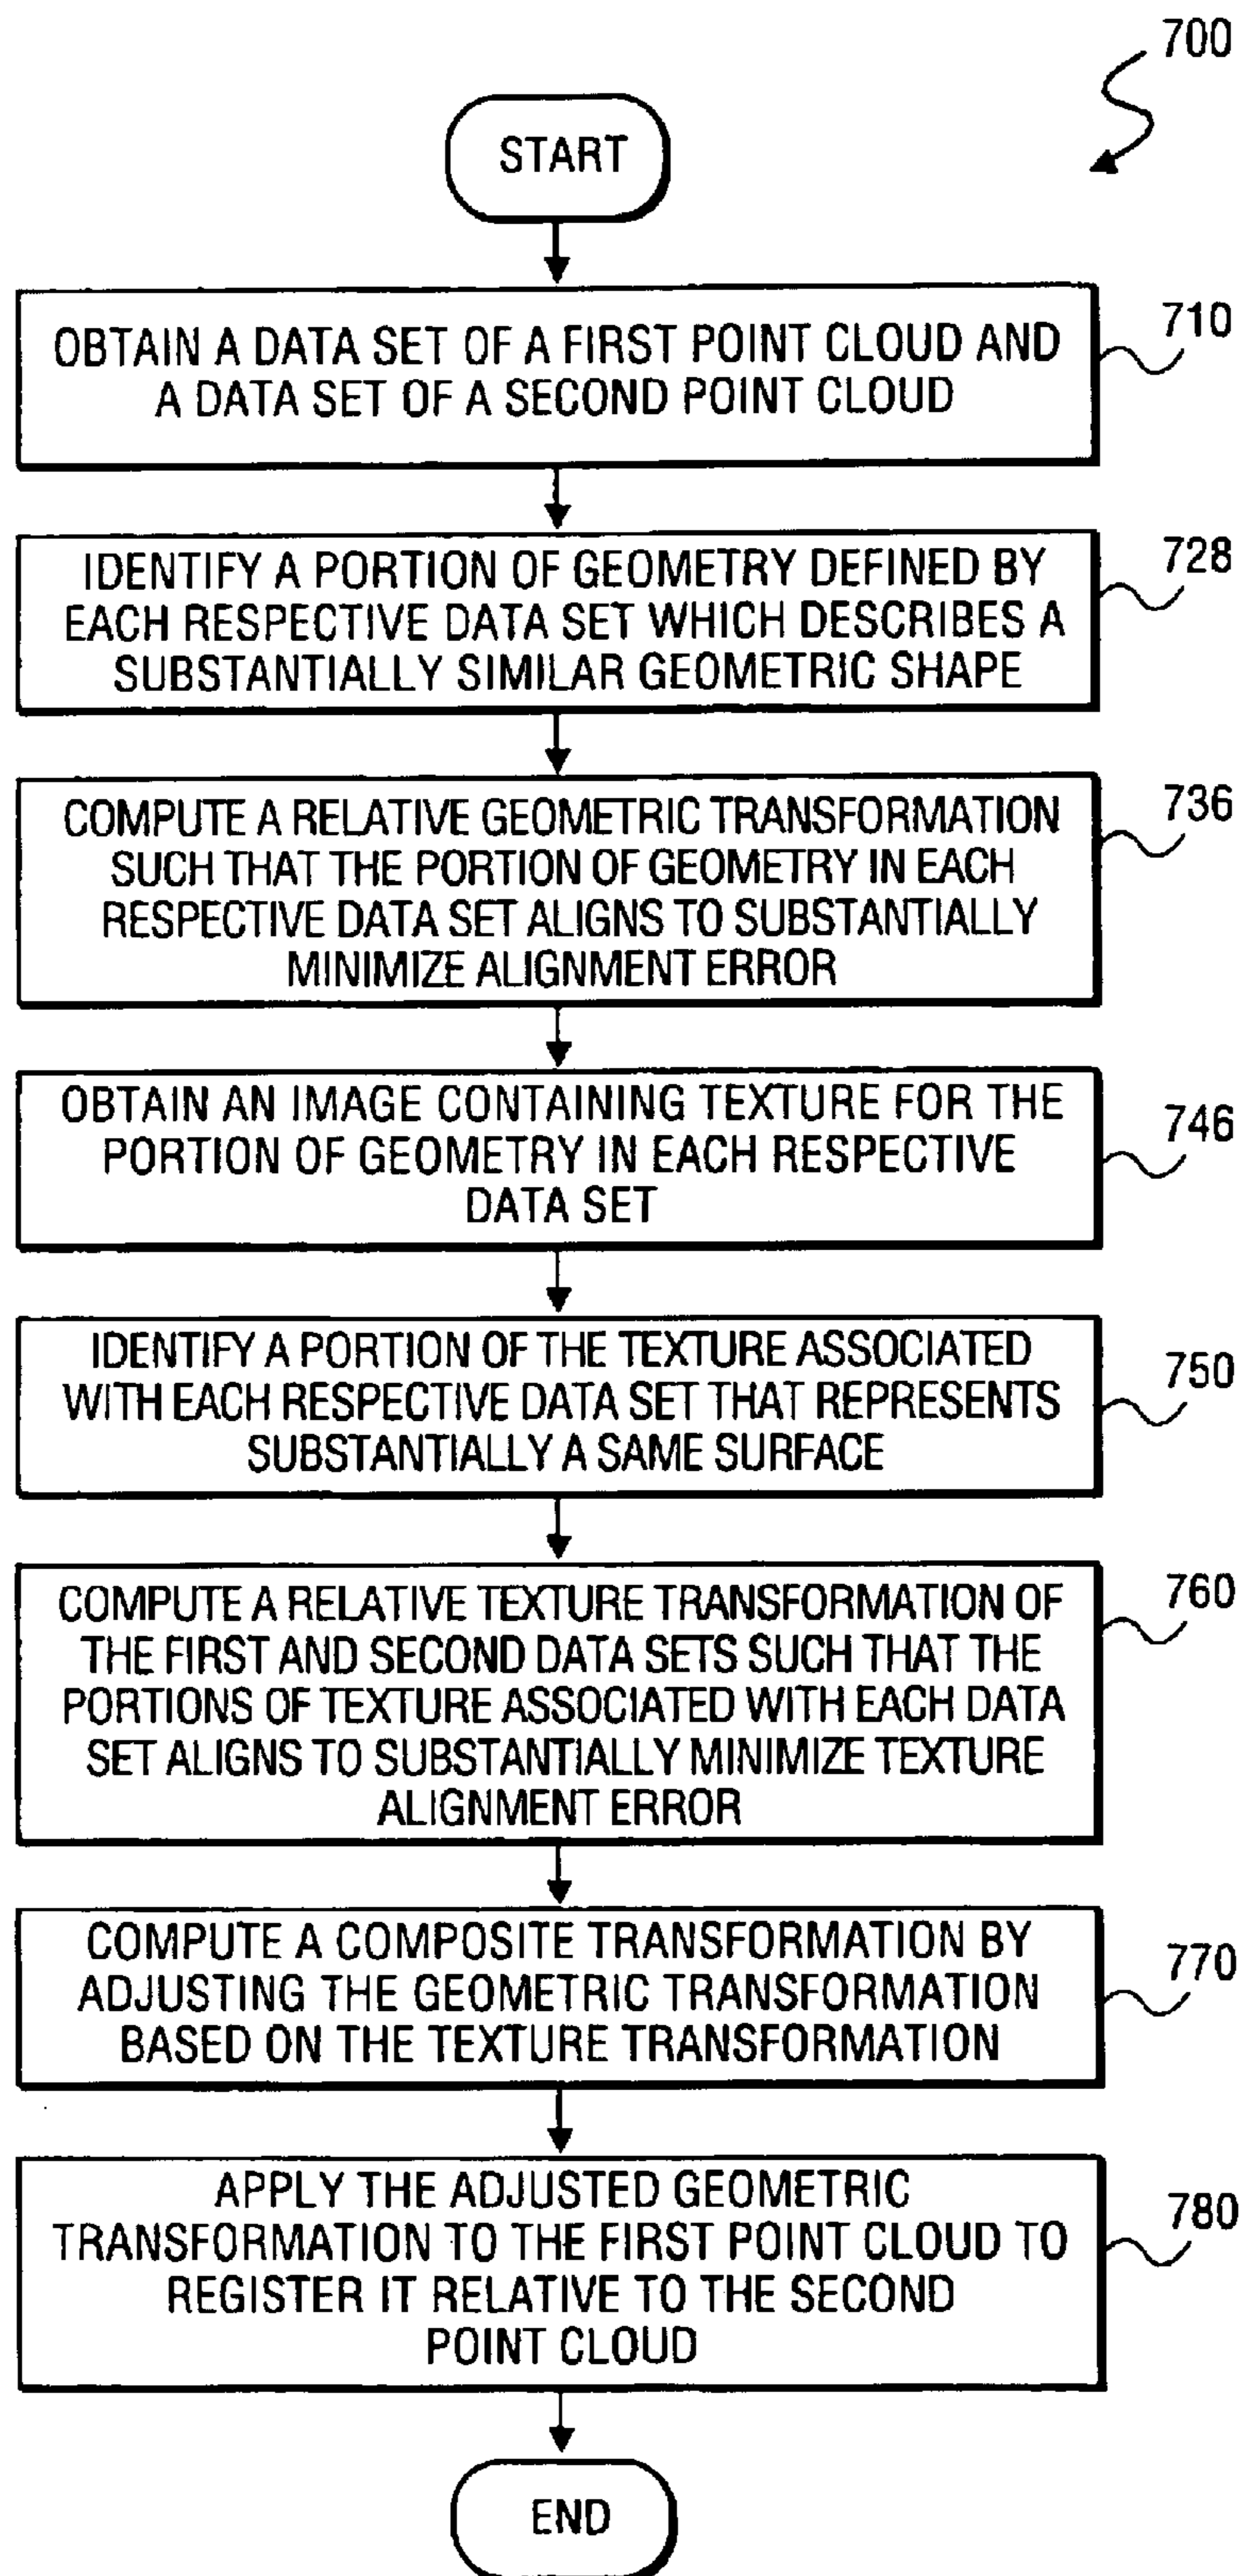 700
START
OBTAIN A DATA SET OF A FIRST POINT CLOUD AND
A DATA SET OF A SECOND POINT CLOUD
710
IDENTIFY A PORTION OF GEOMETRY DEFINED BY
EACH RESPECTIVE DATA SET WHICH DESCRIBES A
SUBSTANTIALLY SIMILAR GEOMETRIC SHAPE
728
COMPUTE A RELATIVE GEOMETRIC TRANSFORMATION
SUCH THAT THE PORTION OF GEOMETRY IN EACH
RESPECTIVE DATA SET ALIGNS TO SUBSTANTIALLY
MINIMIZE ALIGNMENT ERROR
736
OBTAIN AN IMAGE CONTAINING TEXTURE FOR THE
PORTION OF GEOMETRY IN EACH RESPECTIVE
DATA SET
746
IDENTIFY A PORTION OF THE TEXTURE ASSOCIATED
WITH EACH RESPECTIVE DATA SET THAT REPRESENTS
SUBSTANTIALLY A SAME SURFACE
750
COMPUTE A RELATIVE TEXTURE TRANSFORMATION OF
THE FIRST AND SECOND DATA SETS SUCH THAT THE
PORTIONS OF TEXTURE ASSOCIATED WITH EACH DATA
SET ALIGNS TO SUBSTANTIALLY MINIMIZE TEXTURE
ALIGNMENT ERROR
760
COMPUTE A COMPOSITE TRANSFORMATION BY
ADJUSTING THE GEOMETRIC TRANSFORMATION
BASED ON THE TEXTURE TRANSFORMATION
770
APPLY THE ADJUSTED GEOMETRIC
TRANSFORMATION TO THE FIRST POINT CLOUD TO
REGISTER IT RELATIVE TO THE SECOND
POINT CLOUD
780
END